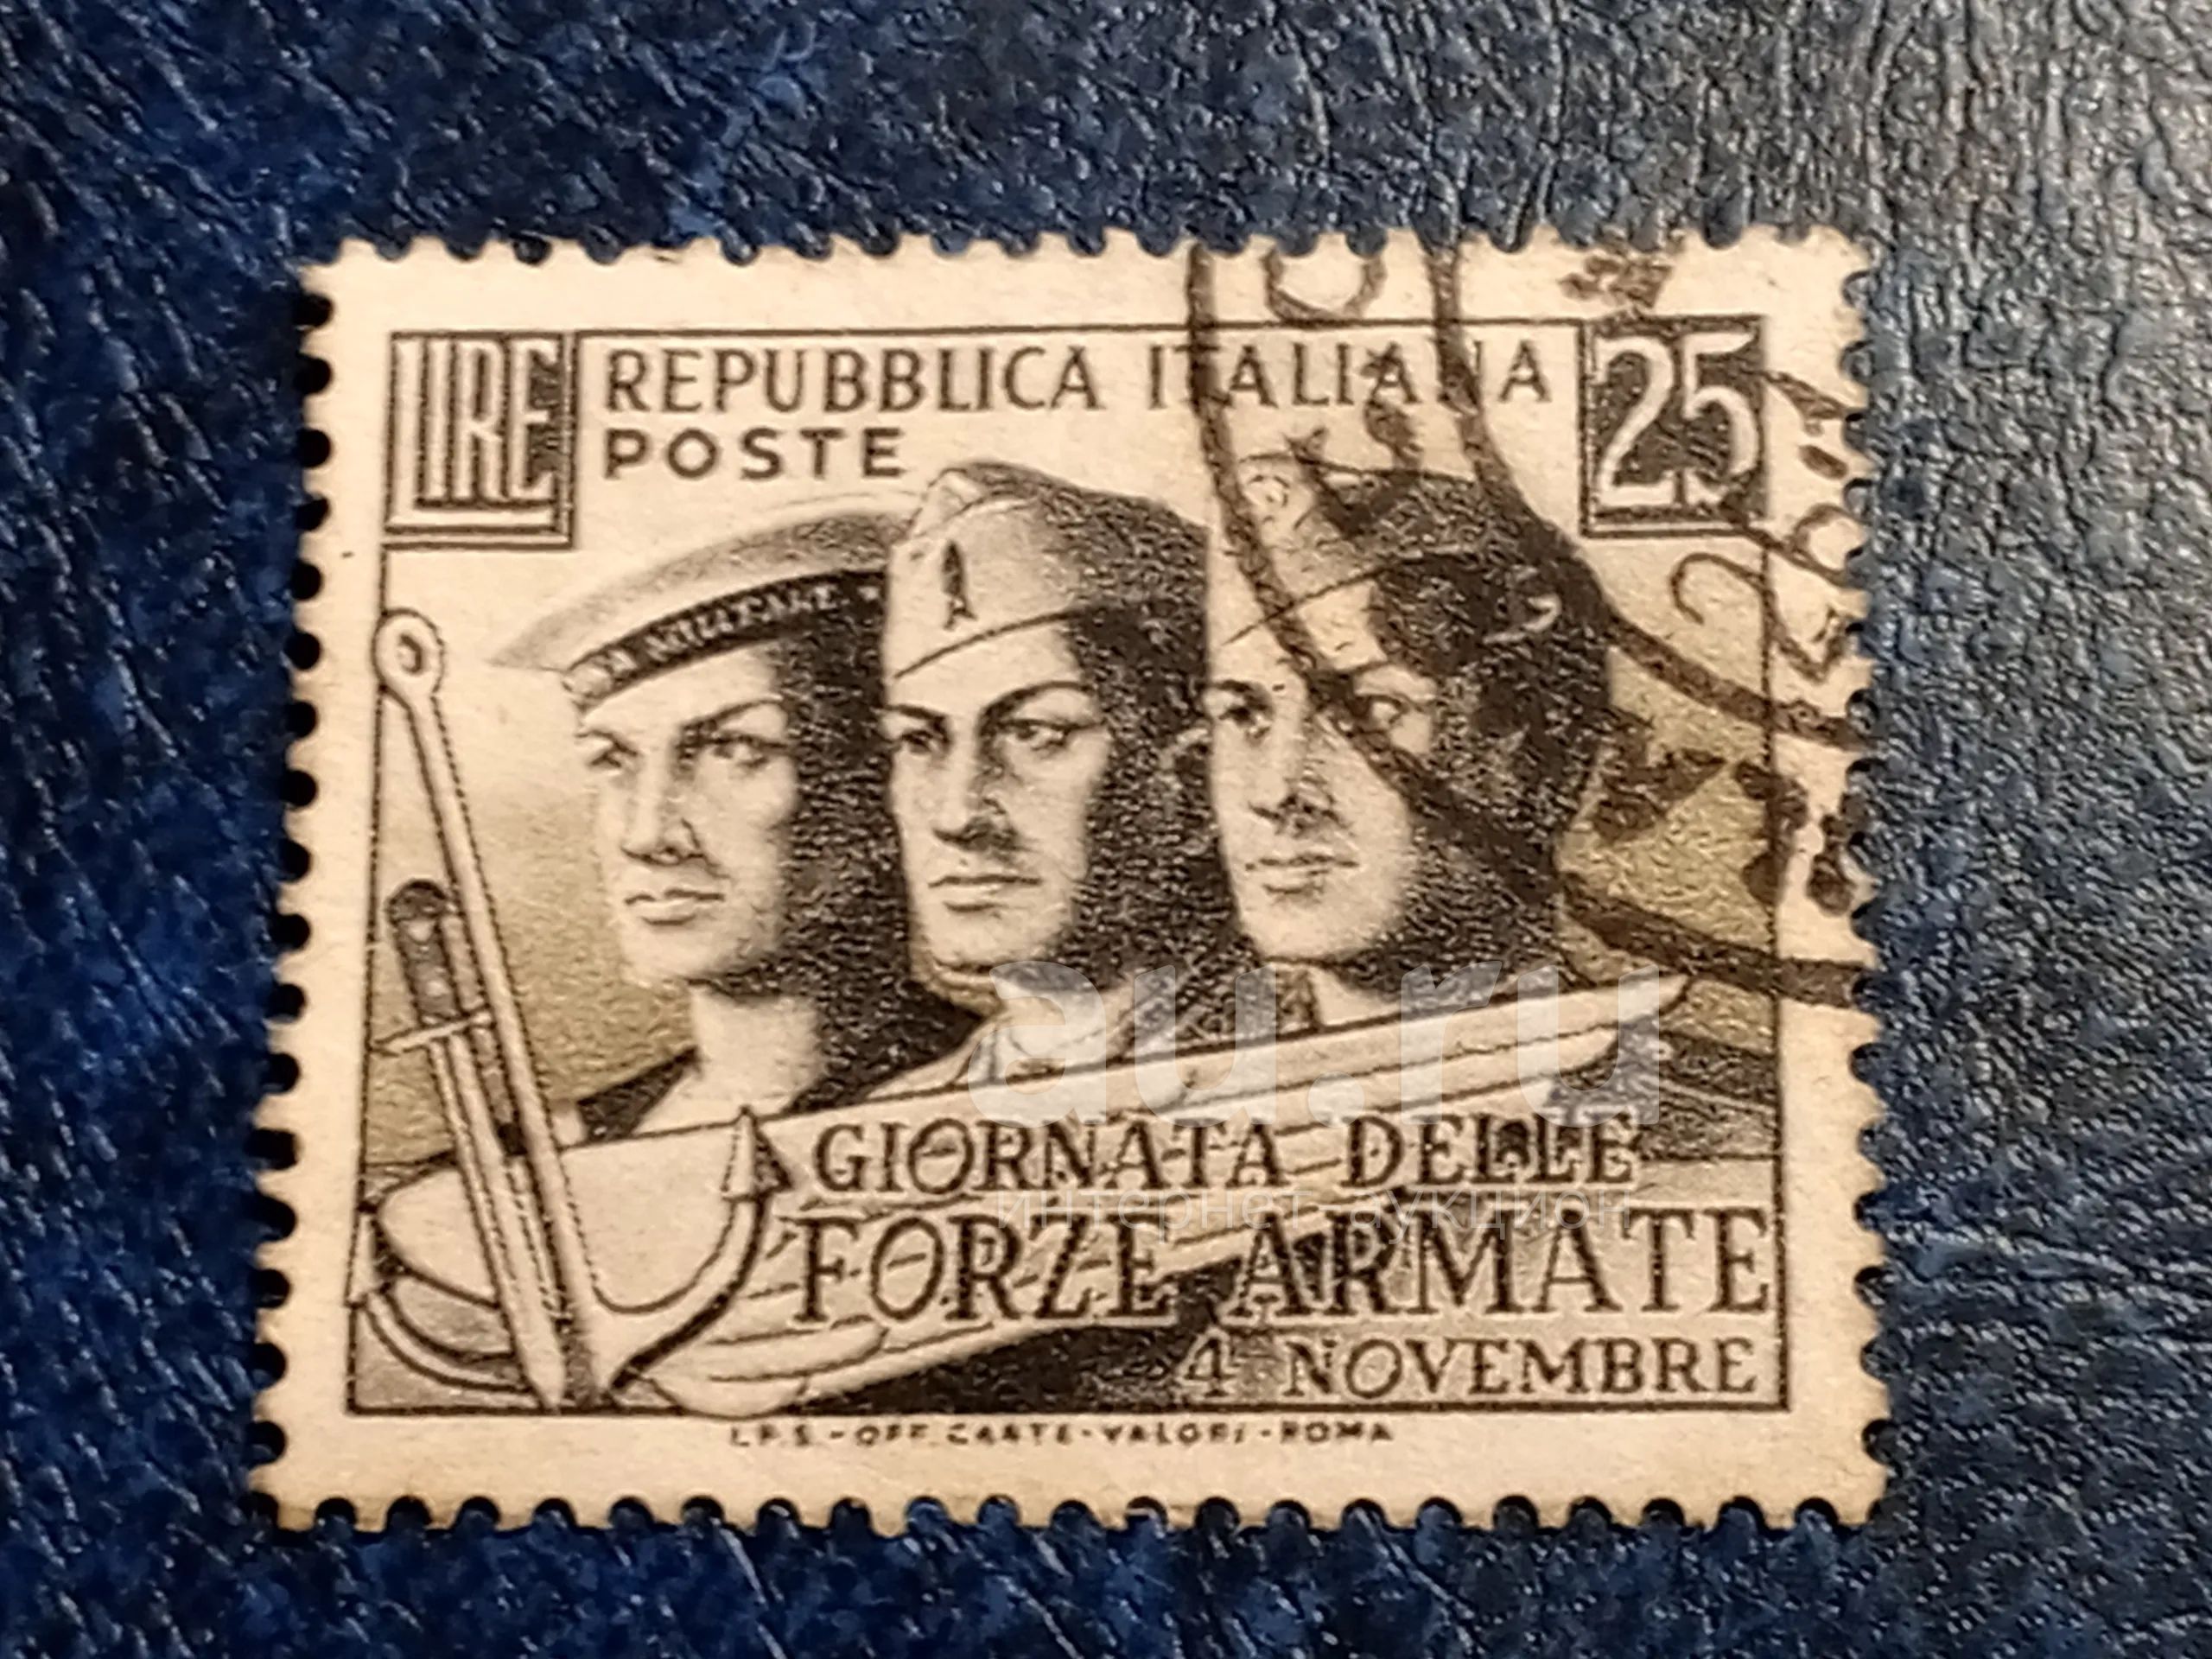 LIRE
REPUBBLICA ITALIANA
25
POSTE
au.ru
GIORNATA DELLE
интернет аукцион
FORZE ARMATE
4 NOVEMBRE
I.P.S. - OFF. CARTE - VALORI - ROMA